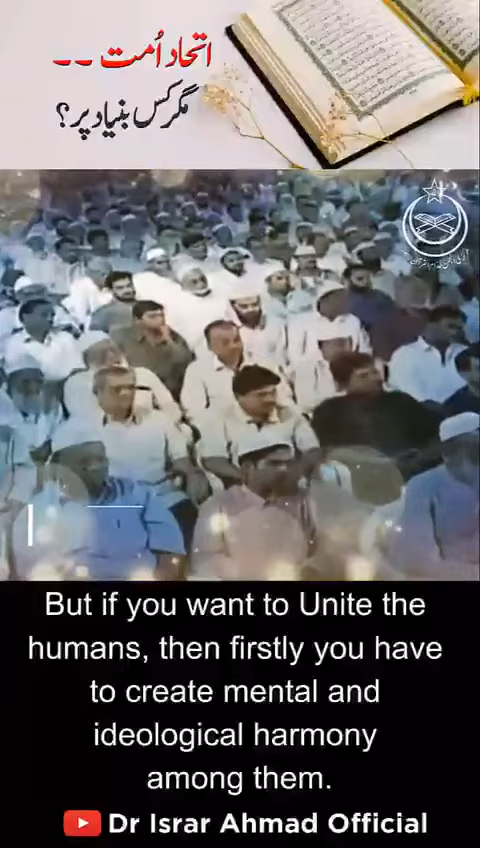 اتحاد اُمت ۔۔
مگر کس بنیاد پر؟
But if you want to Unite the
humans, then firstly you have
to create mental and
ideological harmony
among them.
Dr Israr Ahmad Official